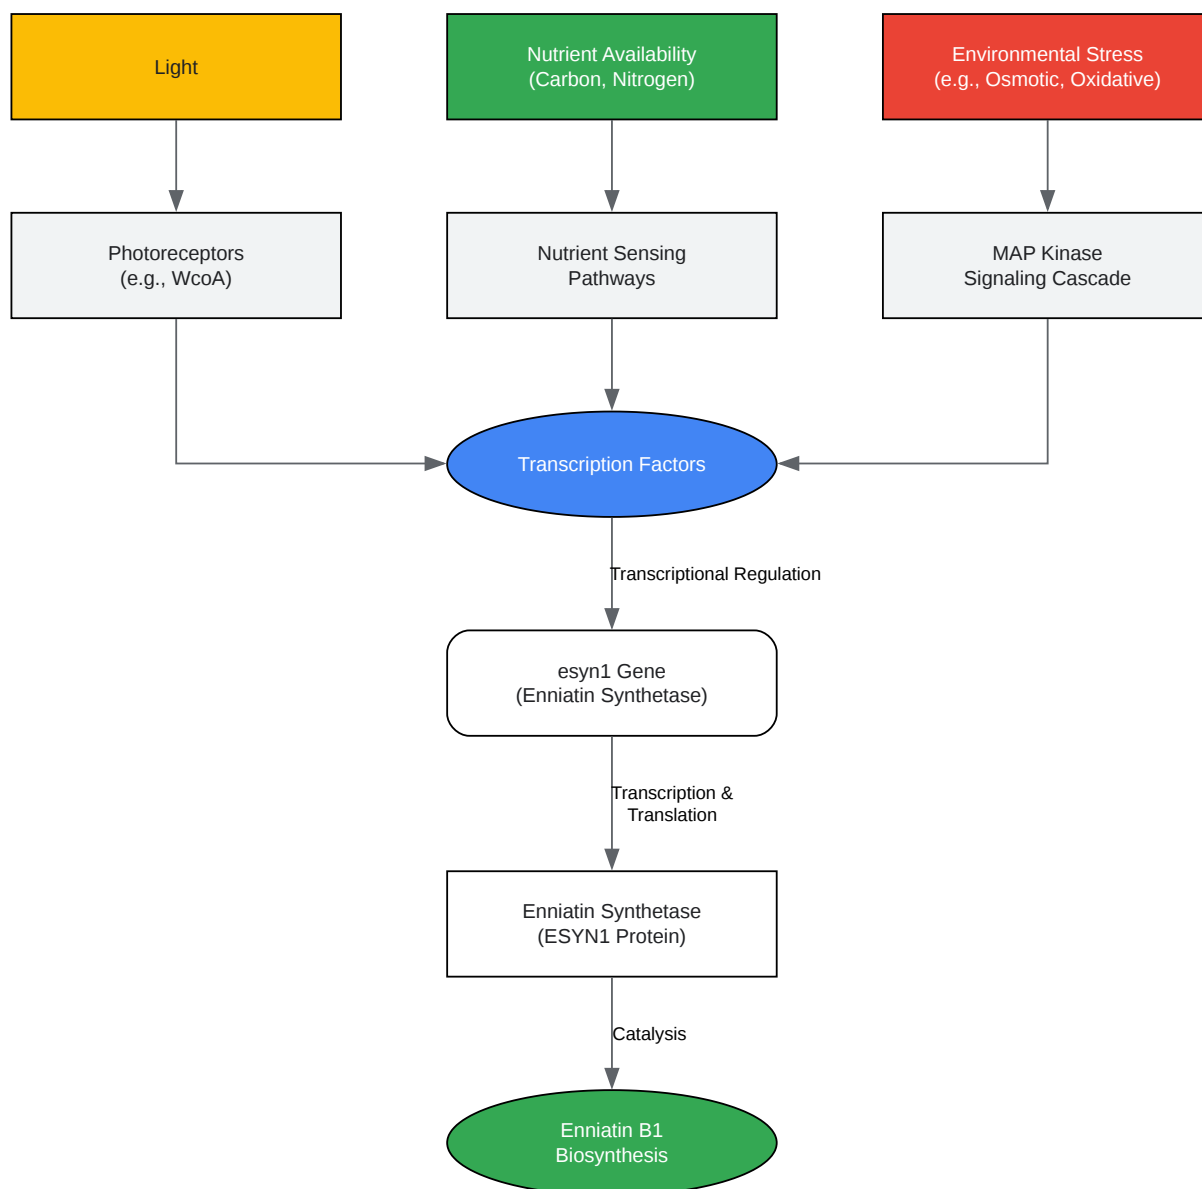 Light
Nutrient Availability
(Carbon, Nitrogen)
Environmental Stress
(e.g., Osmotic, Oxidative)
Photoreceptors
(e.g., WcoA)
Nutrient Sensing
Pathways
MAP Kinase
Signaling Cascade
Transcription Factors
Transcriptional Regulation
esyn1 Gene
(Enniatin Synthetase)
Transcription &
Translation
Enniatin Synthetase
(ESYN1 Protein)
Catalysis
Enniatin B1
Biosynthesis